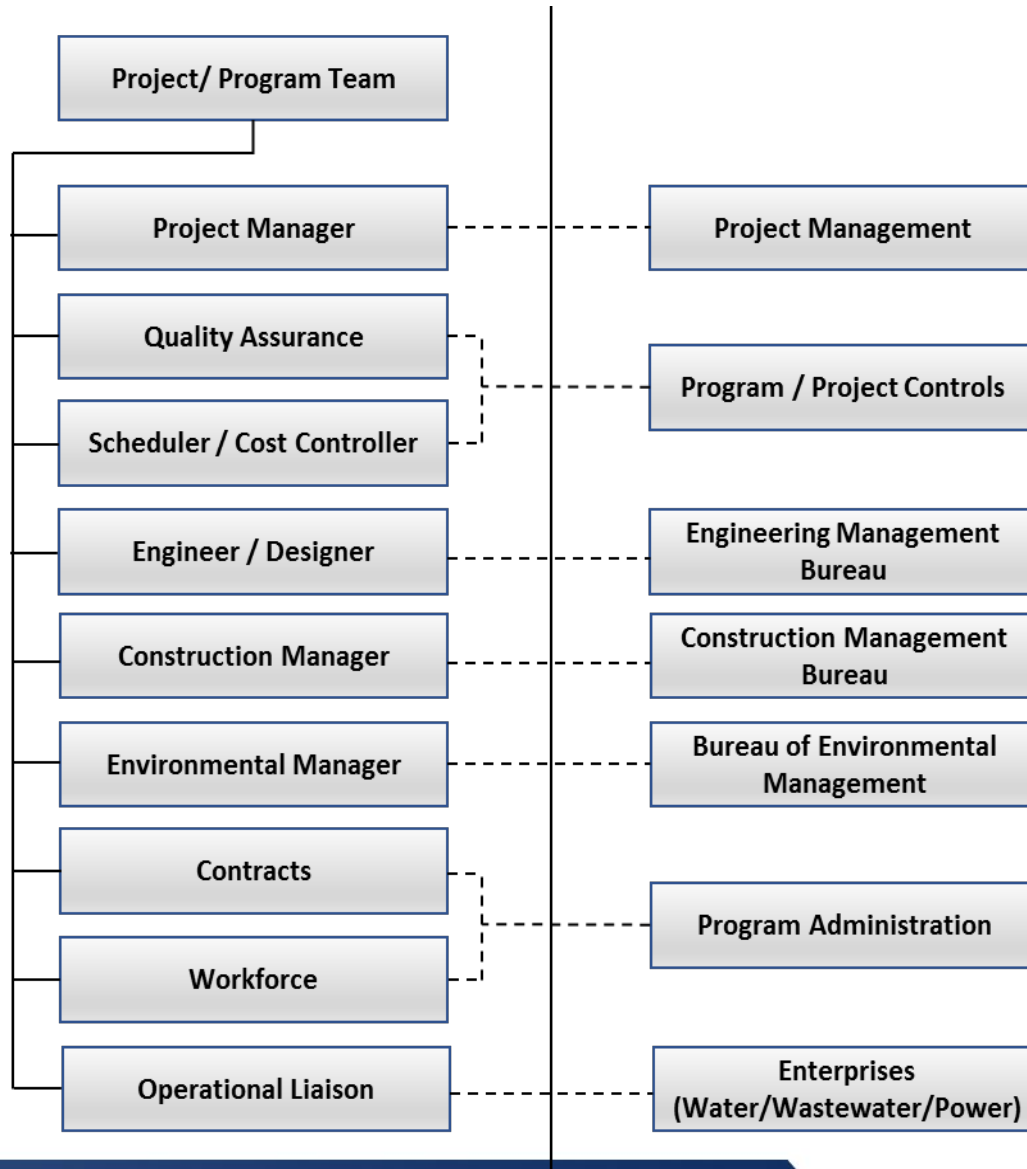 Project/ Program Team
Project Manager
Project Management
Quality Assurance
Program / Project Controls
Scheduler / Cost Controller
Engineer / Designer
Engineering Management
Bureau
Construction Manager
Construction Management
Bureau
Environmental Manager
Bureau of Environmental
Management
Contracts
Program Administration
Workforce
Operational Liaison
Enterprises
(Water/Wastewater/Power)